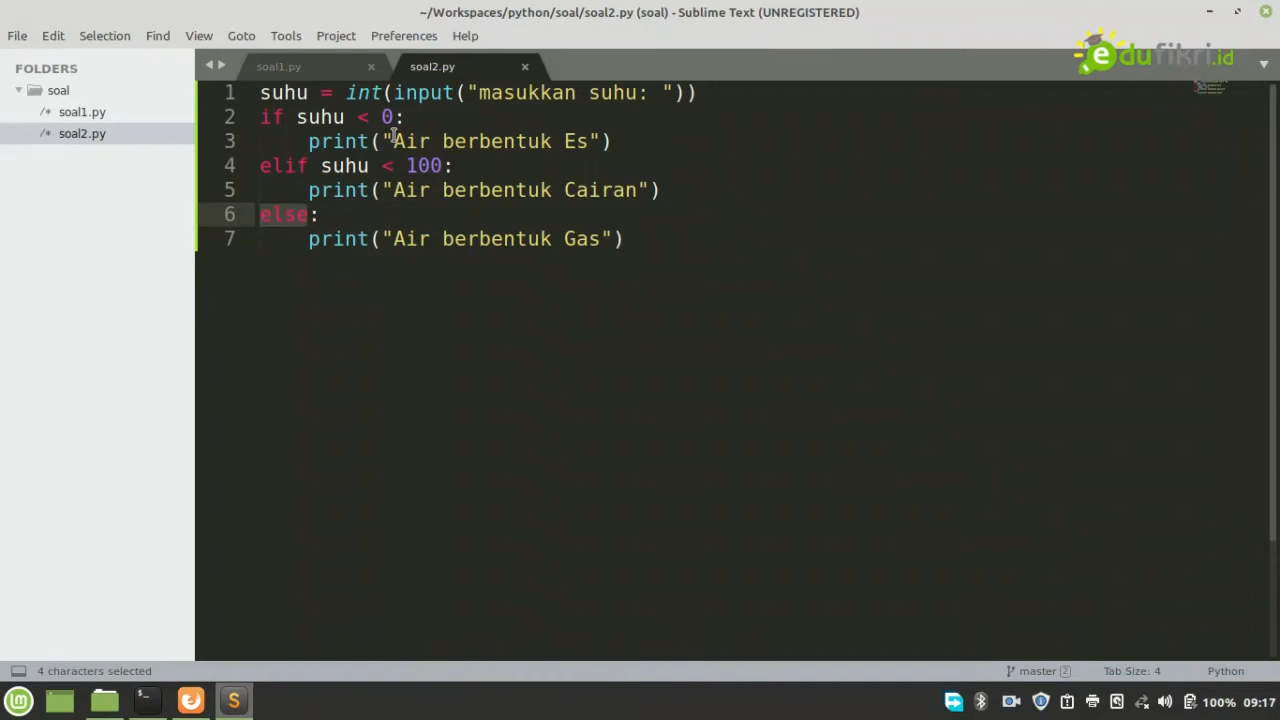 ~/Workspaces/python/soal/soal2.py (soal) - Sublime Text (UNREGISTERED)
File Edit Selection Find View Goto Tools Project Preferences Help
edufikri.id
FOLDERS
soal
/* soal1.py
/* soal2.py
soal1.py × soal2.py ×
1 suhu = int(input("masukkan suhu: "))
2 if suhu < 0:
3 print("Air berbentuk Es")
4 elif suhu < 100:
5 print("Air berbentuk Cairan")
6 else:
7 print("Air berbentuk Gas")
4 characters selected
master 2
Tab Size: 4
Python
100% 09:17